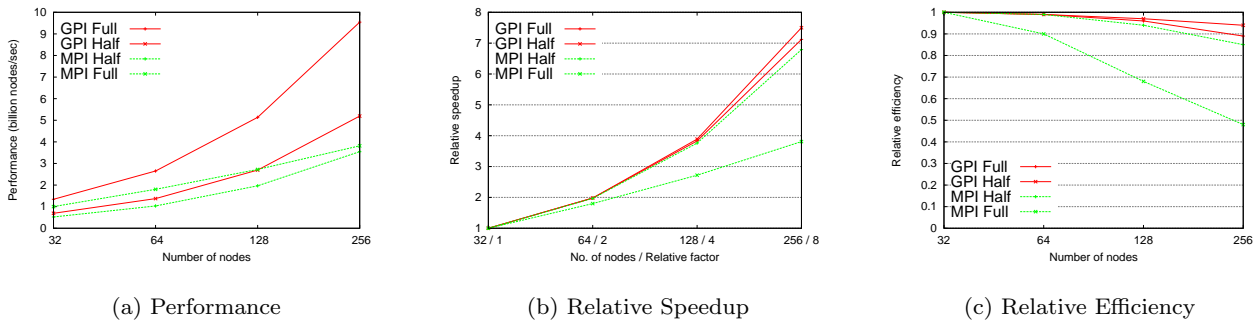 Performance (billion nodes/sec)
10
9
8
7
6
5
4
3
2
1
0
32
64
128
256
Number of nodes
GPI Full
GPI Half
MPI Half
MPI Full
(a) Performance
Relative speedup
8
7
6
5
4
3
2
1
32 / 1
64 / 2
128 / 4
256 / 8
No. of nodes / Relative factor
GPI Full
GPI Half
MPI Half
MPI Full
(b) Relative Speedup
Relative efficiency
1
0.9
0.8
0.7
0.6
0.5
0.4
0.3
0.2
0.1
0
32
64
128
256
Number of nodes
GPI Full
GPI Half
MPI Half
MPI Full
(c) Relative Efficiency